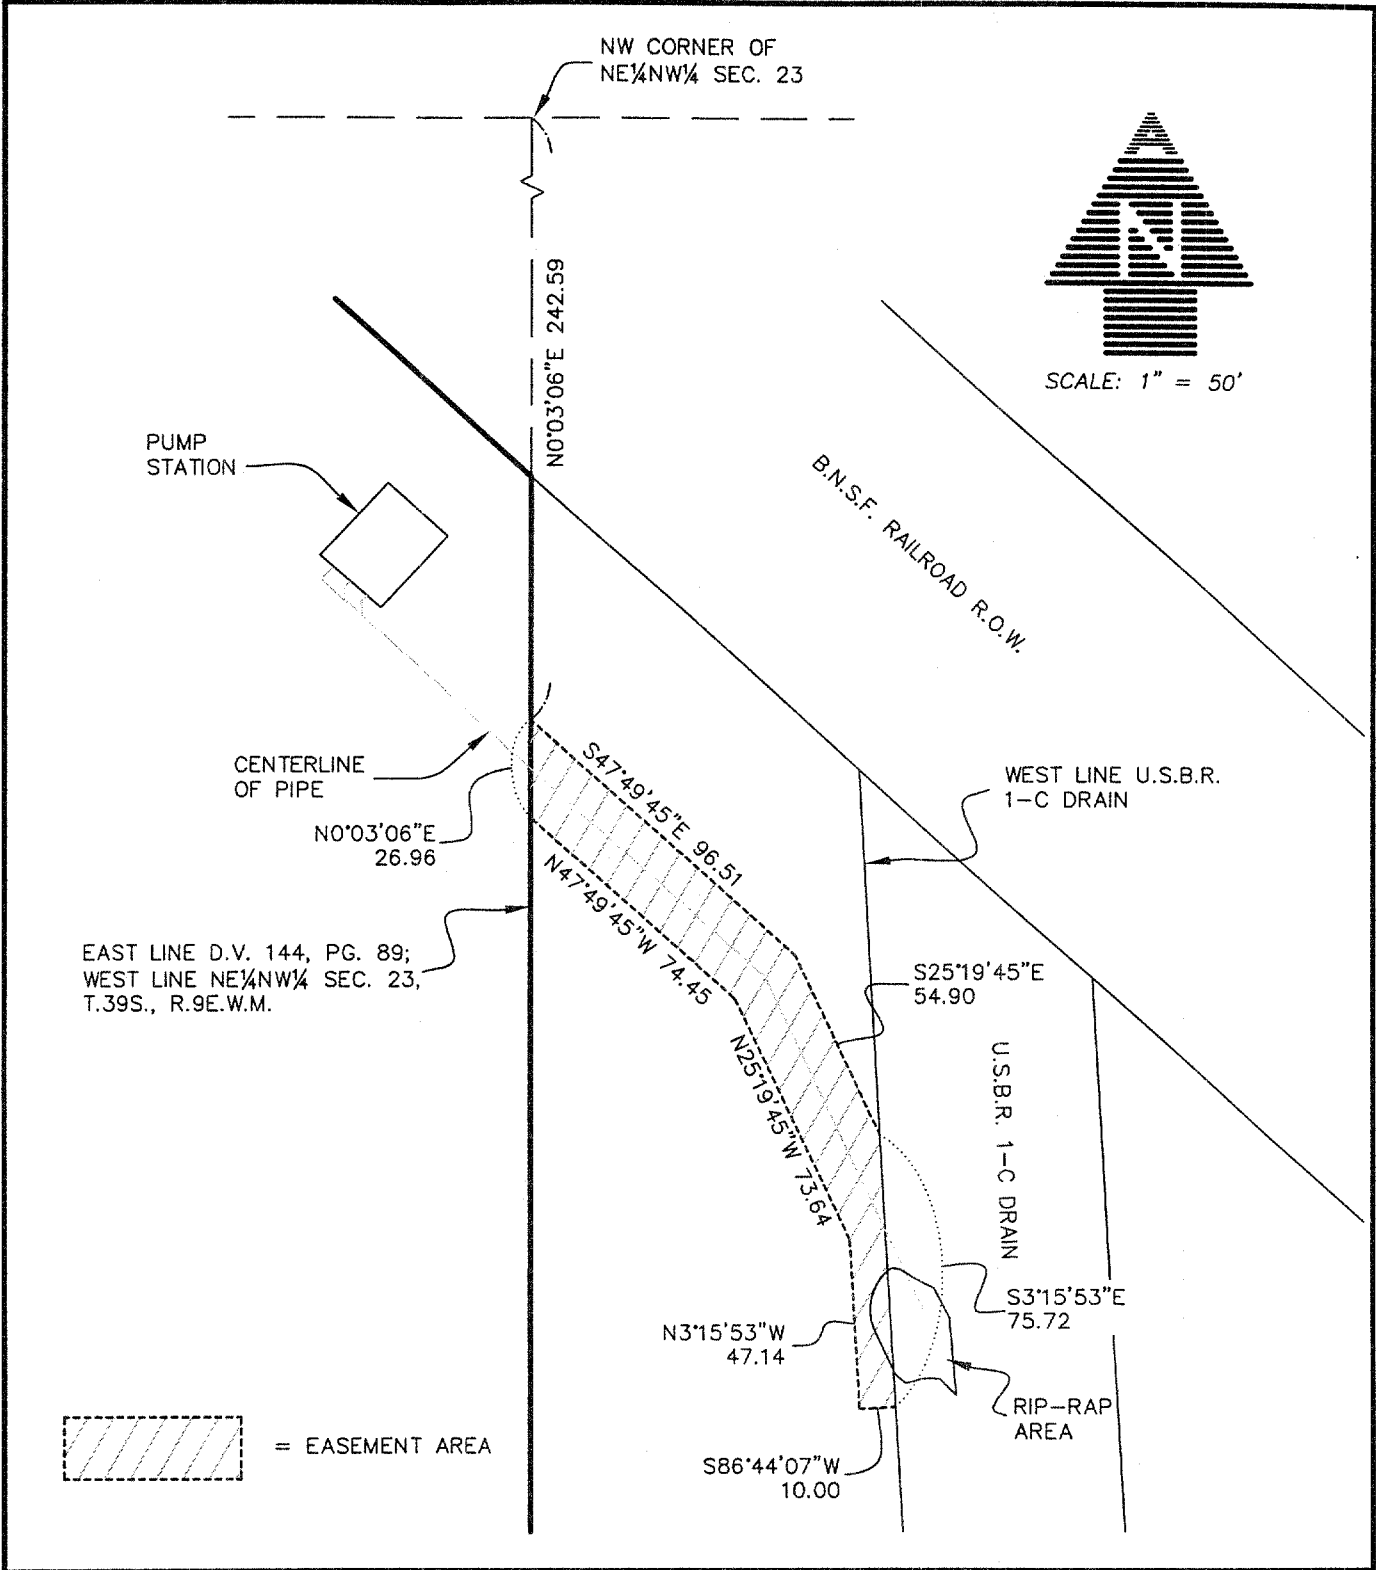 NW CORNER OF
NE¼NW¼ SEC. 23
N0°03'06"E 242.59
N
SCALE: 1" = 50'
PUMP
STATION
B.N.S.F. RAILROAD R.O.W.
CENTERLINE
OF PIPE
N0°03'06"E
26.96
S47°49'45"E 96.51
N47°49'45"W 74.45
WEST LINE U.S.B.R.
1-C DRAIN
EAST LINE D.V. 144, PG. 89;
WEST LINE NE¼NW¼ SEC. 23,
T.39S., R.9E.W.M.
S25°19'45"E
54.90
N25°19'45"W 73.64
U.S.B.R. 1-C DRAIN
S3°15'53"E
75.72
N3°15'53"W
47.14
RIP-RAP
AREA
= EASEMENT AREA
S86°44'07"W
10.00